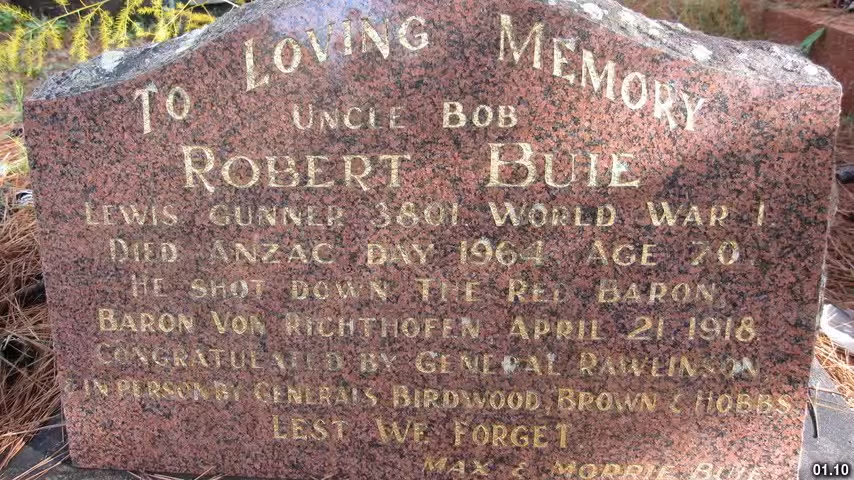 TO LOVING MEMORY
UNCLE BOB
ROBERT BUIE
LEWIS GUNNER 3801. WORLD WAR 1.
DIED ANZAC DAY 1964. AGE 70.
HE SHOT DOWN THE RED BARON,
BARON VON RICHTHOFEN, APRIL 21, 1918.
CONGRATULATED BY GENERAL RAWLINSON
& IN PERSON BY GENERALS BIRDWOOD, BROWN & HOBBS.
LEST WE FORGET.
MAX & MORRIE BUIE
01.10